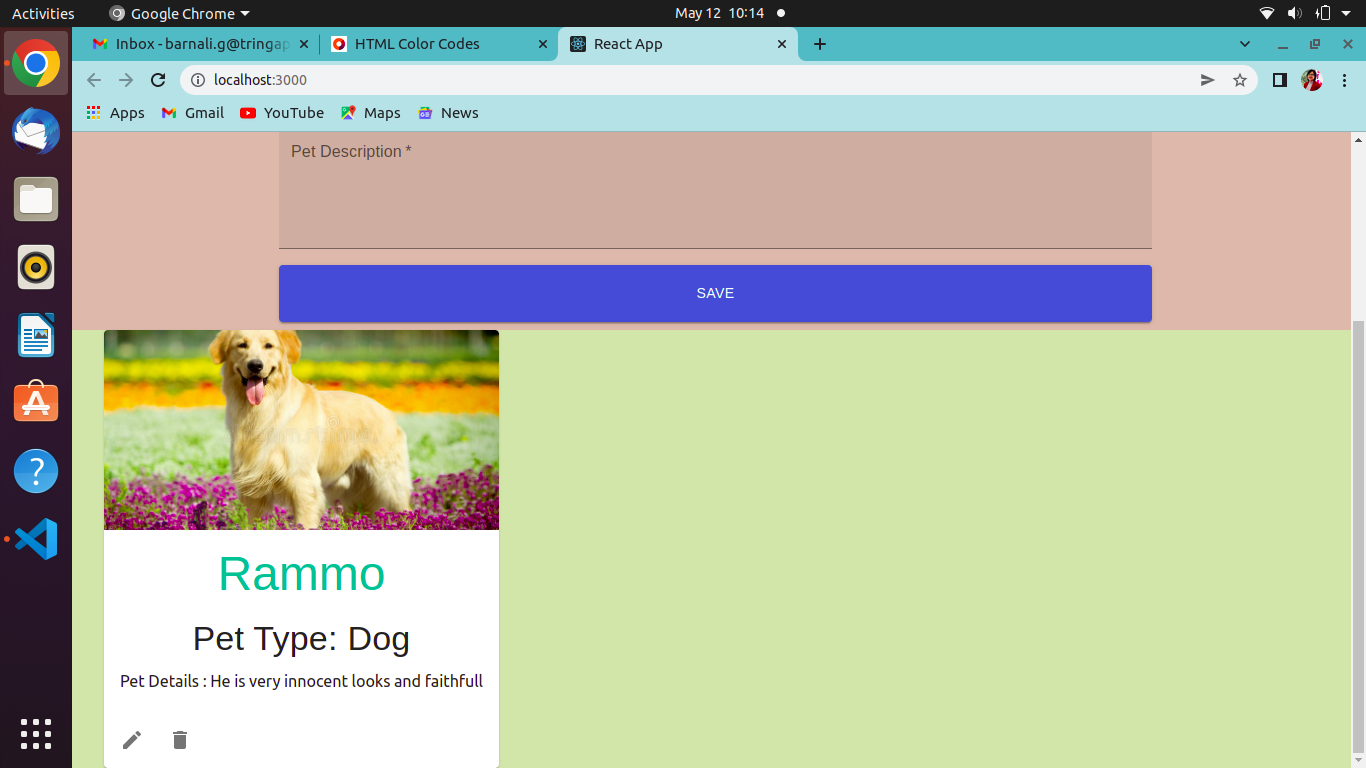 Activities
Google Chrome
May 12 10:14
Inbox - barnali.g@tringap
HTML Color Codes
React App
localhost:3000
Apps
Gmail
YouTube
Maps
News
Pet Description *
SAVE
Rammo
Pet Type: Dog
Pet Details : He is very innocent looks and faithfull